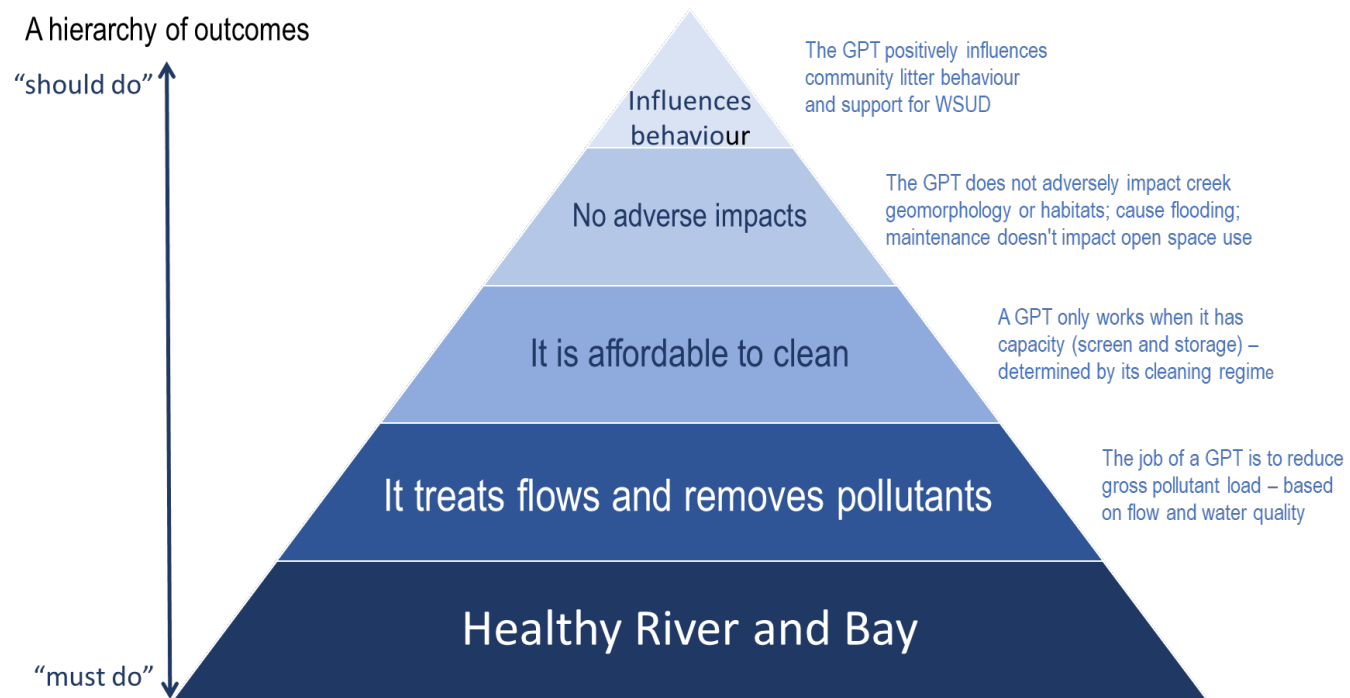 A hierarchy of outcomes
“should do”
Influences
behaviour
The GPT positively influences
community litter behaviour
and support for WSUD
No adverse impacts
The GPT does not adversely impact creek
geomorphology or habitats; cause flooding;
maintenance doesn't impact open space use
It is affordable to clean
A GPT only works when it has
capacity (screen and storage) –
determined by its cleaning regime
It treats flows and removes pollutants
The job of a GPT is to reduce
gross pollutant load – based
on flow and water quality
Healthy River and Bay
“must do”